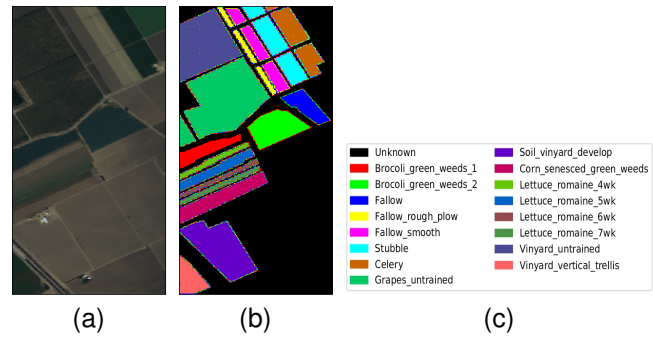 Unknown
Brocoli_green_weeds_1
Brocoli_green_weeds_2
Fallow
Fallow_rough_plow
Fallow_smooth
Stubble
Celery
Grapes_untrained
Soil_vinyard_develop
Corn_senesced_green_weeds
Lettuce_romaine_4wk
Lettuce_romaine_5wk
Lettuce_romaine_6wk
Lettuce_romaine_7wk
Vinyard_untrained
Vinyard_vertical_trellis
(a) (b) (c)